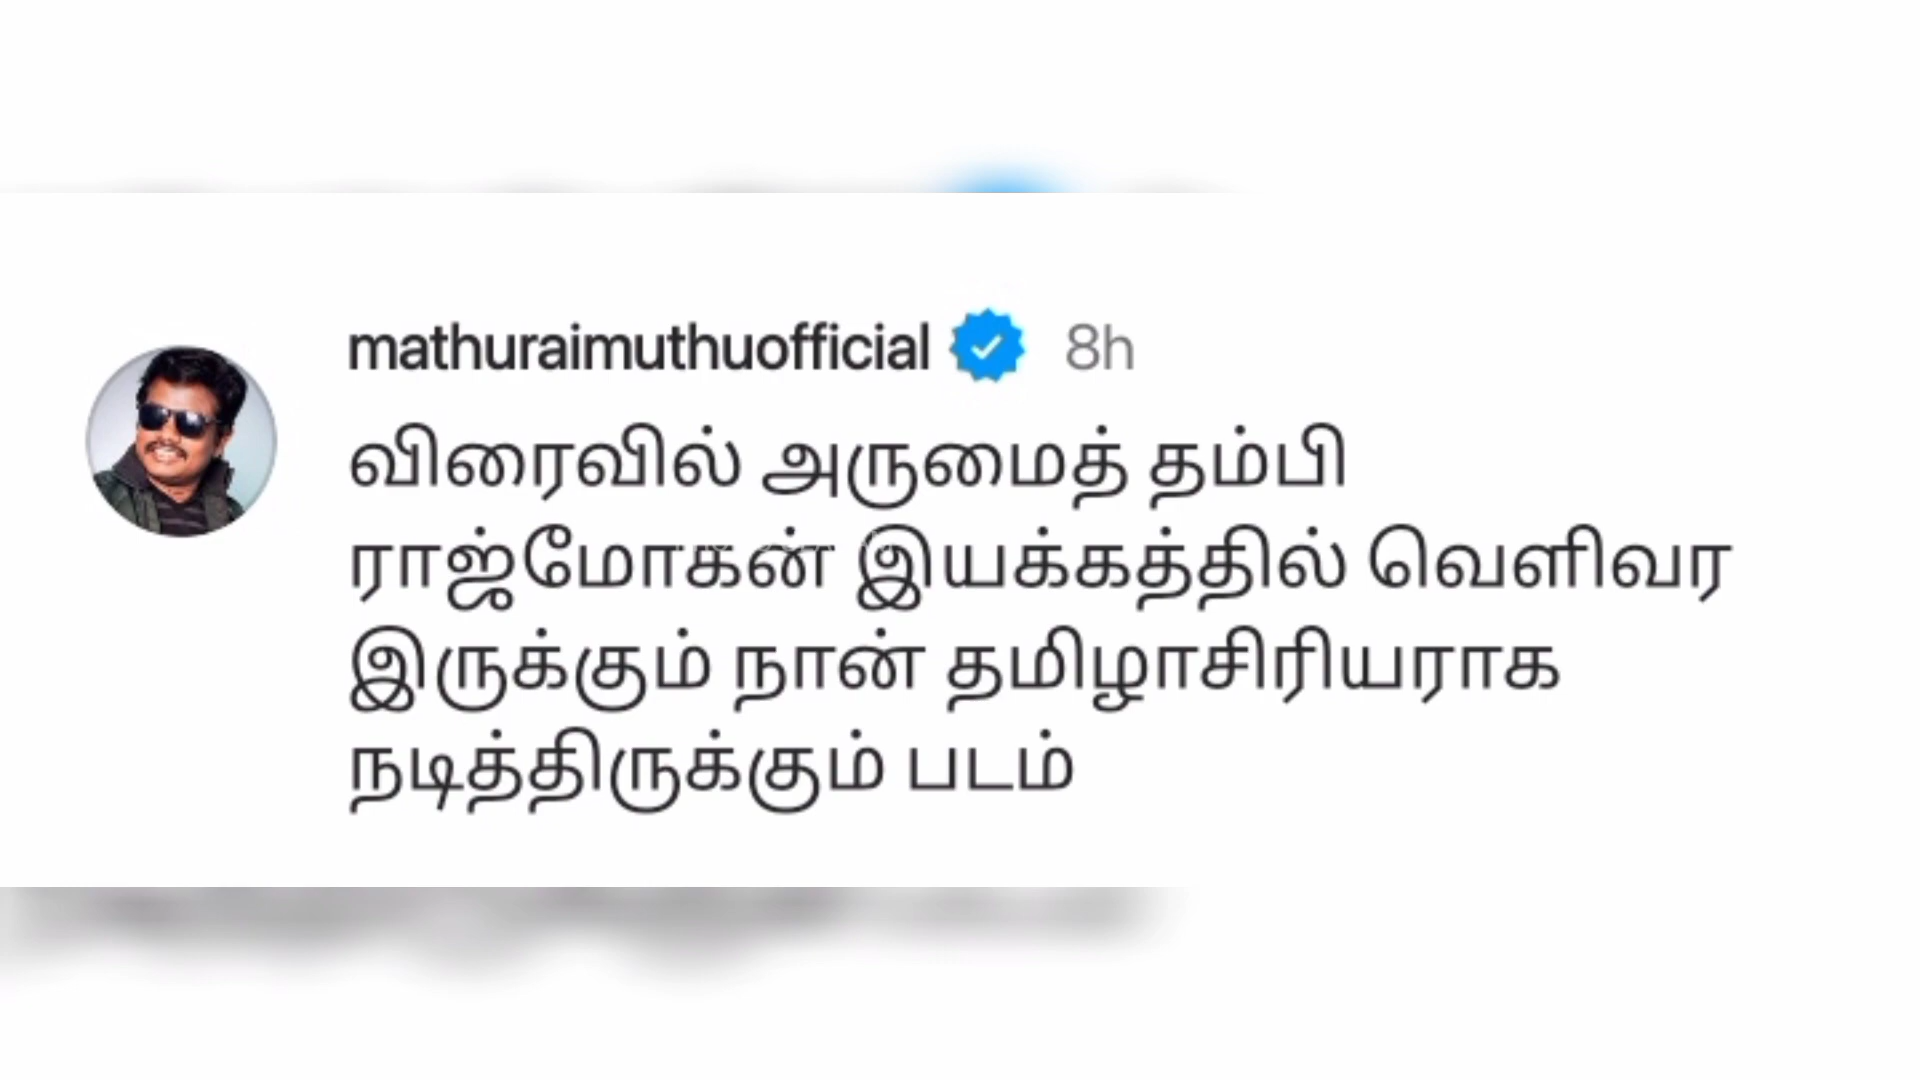 mathuraimuthuofficial 8h
விரைவில் அருமைத் தம்பி
ராஜ்மோகன் இயக்கத்தில் வெளிவர
இருக்கும் நான் தமிழாசிரியராக
நடித்திருக்கும் படம்